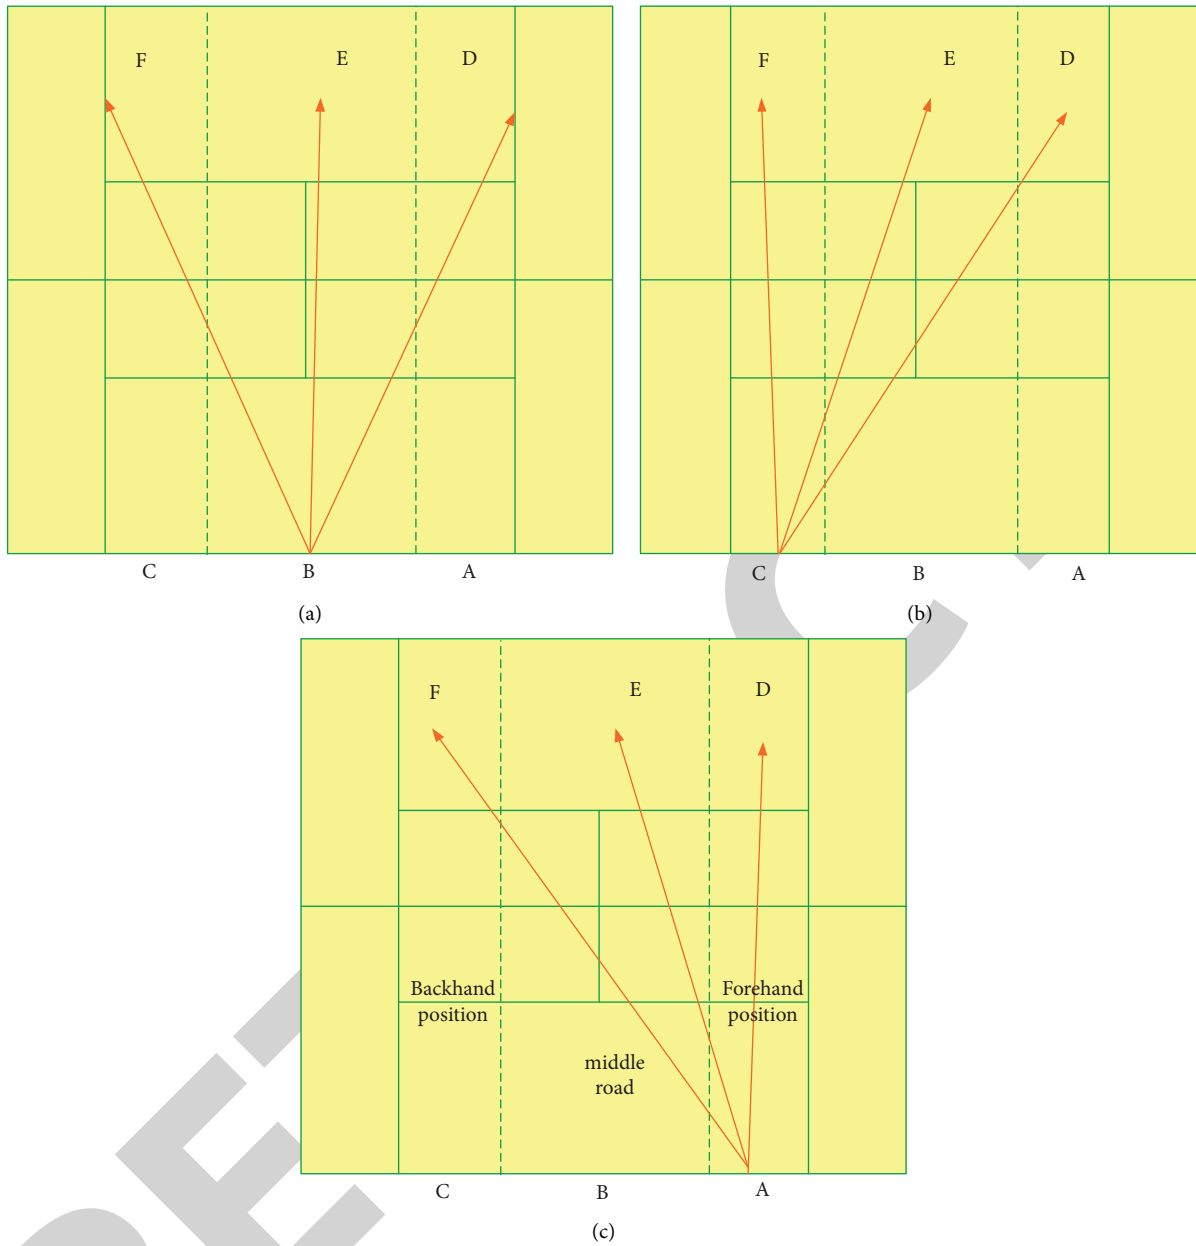 F E D
F E D
C B A
C B A
(a)
(b)
F E D
Backhand
position
Forehand
position
middle
road
C B A
(c)